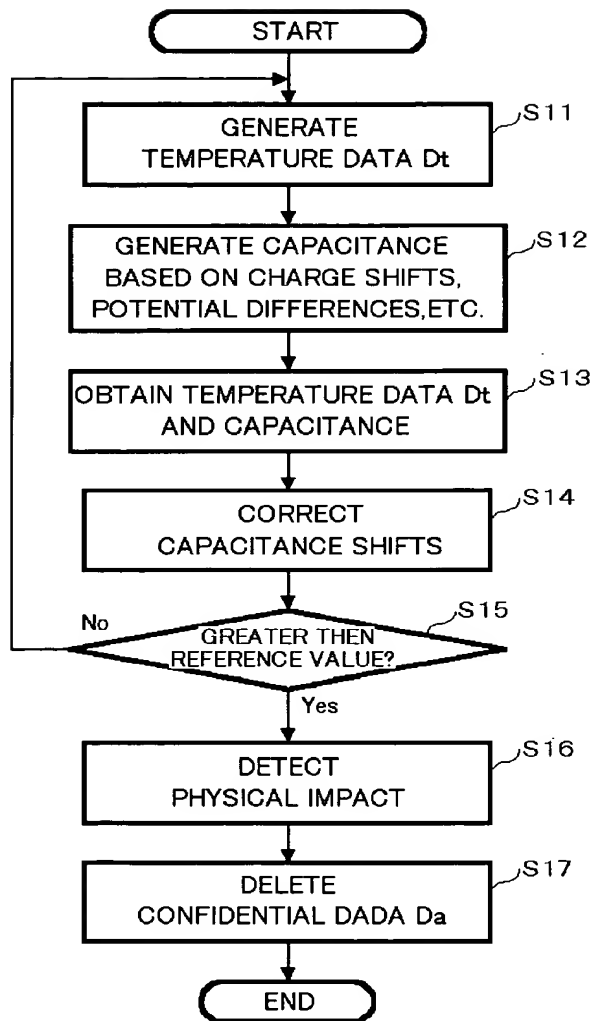 START
GENERATE
TEMPERATURE DATA Dt
S11
GENERATE CAPACITANCE
BASED ON CHARGE SHIFTS,
POTENTIAL DIFFERENCES,ETC.
S12
OBTAIN TEMPERATURE DATA Dt
AND CAPACITANCE
S13
CORRECT
CAPACITANCE SHIFTS
S14
GREATER THEN
REFERENCE VALUE?
S15
No
Yes
DETECT
PHYSICAL IMPACT
S16
DELETE
CONFIDENTIAL DADA Da
S17
END